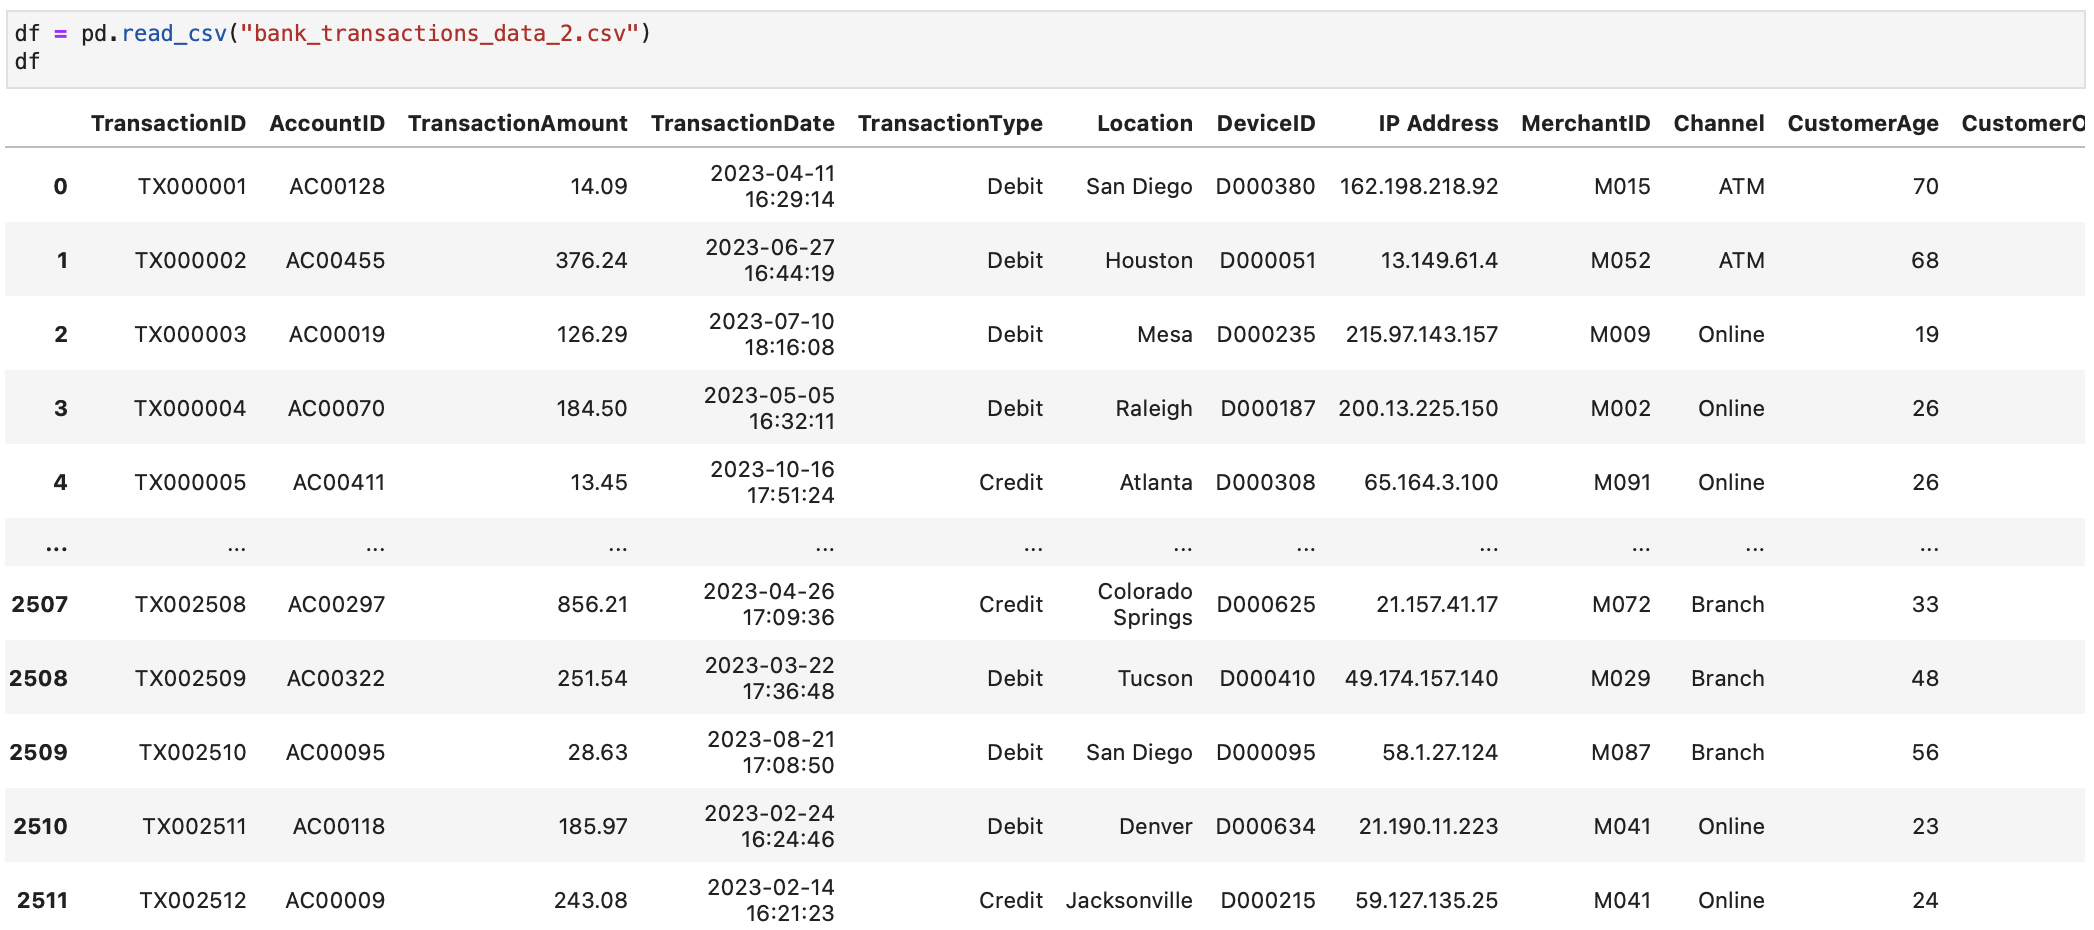 df = pd.read_csv("bank_transactions_data_2.csv")
df
TransactionID AccountID TransactionAmount TransactionDate TransactionType Location DeviceID IP Address MerchantID Channel CustomerAge CustomerO
0 TX000001 AC00128 14.09 2023-04-11 16:29:14 Debit San Diego D000380 162.198.218.92 M015 ATM 70
1 TX000002 AC00455 376.24 2023-06-27 16:44:19 Debit Houston D000051 13.149.61.4 M052 ATM 68
2 TX000003 AC00019 126.29 2023-07-10 18:16:08 Debit Mesa D000235 215.97.143.157 M009 Online 19
3 TX000004 AC00070 184.50 2023-05-05 16:32:11 Debit Raleigh D000187 200.13.225.150 M002 Online 26
4 TX000005 AC00411 13.45 2023-10-16 17:51:24 Credit Atlanta D000308 65.164.3.100 M091 Online 26
... ... ... ... ... ... ... ... ... ... ... ...
2507 TX002508 AC00297 856.21 2023-04-26 17:09:36 Credit Colorado Springs D000625 21.157.41.17 M072 Branch 33
2508 TX002509 AC00322 251.54 2023-03-22 17:36:48 Debit Tucson D000410 49.174.157.140 M029 Branch 48
2509 TX002510 AC00095 28.63 2023-08-21 17:08:50 Debit San Diego D000095 58.1.27.124 M087 Branch 56
2510 TX002511 AC00118 185.97 2023-02-24 16:24:46 Debit Denver D000634 21.190.11.223 M041 Online 23
2511 TX002512 AC00009 243.08 2023-02-14 16:21:23 Credit Jacksonville D000215 59.127.135.25 M041 Online 24